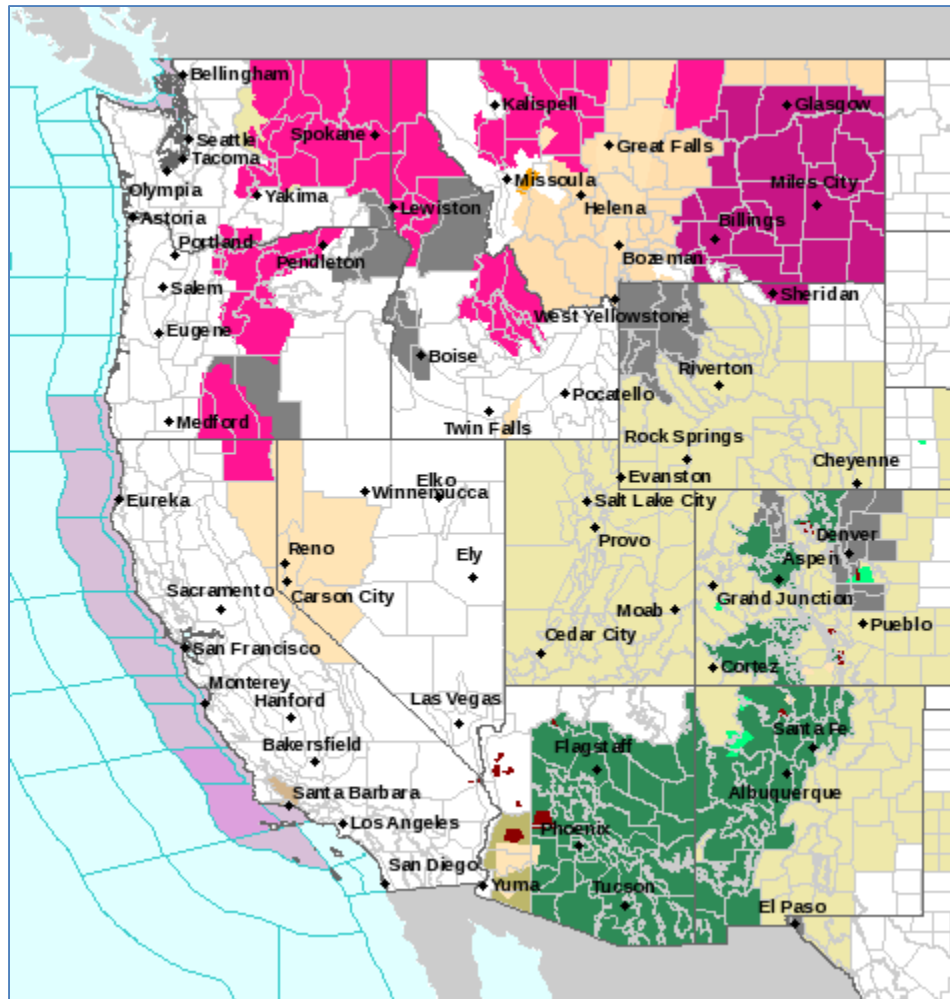 Bellingham
Kalispell
Glasgow
Spokane
Seattle
Great Falls
Tacoma
Missoula
Miles City
Olympia
Yakima
Helena
Lewiston
Astoria
Billings
Portland
Bozeman
Pendleton
Salem
Sheridan
West Yellowstone
Eugene
Boise
Riverton
Pocatello
Medford
Twin Falls
Rock Springs
Cheyenne
Evanston
Elko
Winnemucca
Eureka
Salt Lake City
Denver
Provo
Reno
Ely
Aspen
Sacramento
Carson City
Grand Junction
Moab
Pueblo
Cedar City
San Francisco
Cortez
Monterey
Hanford
Las Vegas
Santa Fe
Bakersfield
Flagstaff
Santa Barbara
Albuquerque
Los Angeles
Phoenix
San Diego
Yuma
Tucson
El Paso